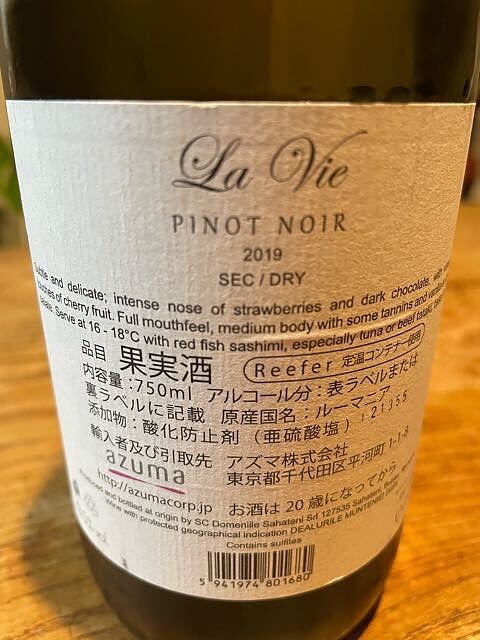 La Vie
PINOT NOIR
2019
SEC / DRY
Subtle and delicate; intense nose of strawberries and dark chocolate, with
touches of cherry fruit. Full mouthfeel, medium body with some tannins and
Serve at 16 - 18°C with red fish sashimi, especially tuna or beef tataki,
品目 果実酒 Reefer 定温コンテナー使用
内容量:750ml アルコール分:表ラベルまたは
裏ラベルに記載 原産国名:ルーマニア
添加物:酸化防止剤(亜硫酸塩): 21355
輸入者及び引取先 アズマ株式会社
azuma 東京都千代田区平河町1-1-8
http://azumacorp.jp お酒は20歳になってから。
Produced and bottled at origin by SC Domeniile Sahateni Srl 127535 Sahateni,
wine with protected geographical indication DEALURILE MUNTENIEI
Contains sulfites
5 941974 801680